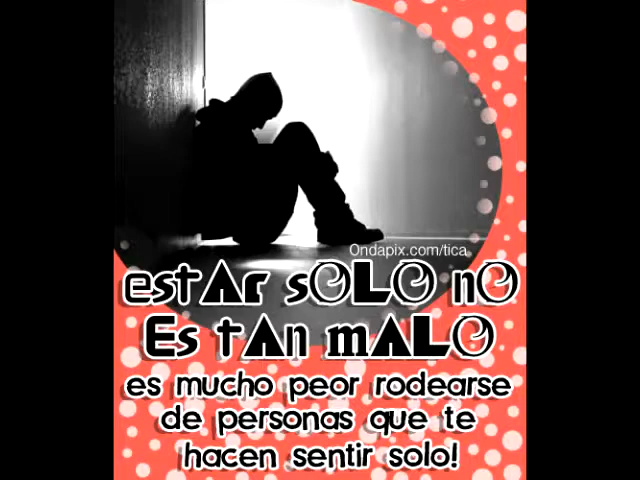 Ondapix.com/tica
estAr sOLO nO
Es tAn mALO
es mucho peor rodearse
de personas que te
hacen sentir solo!